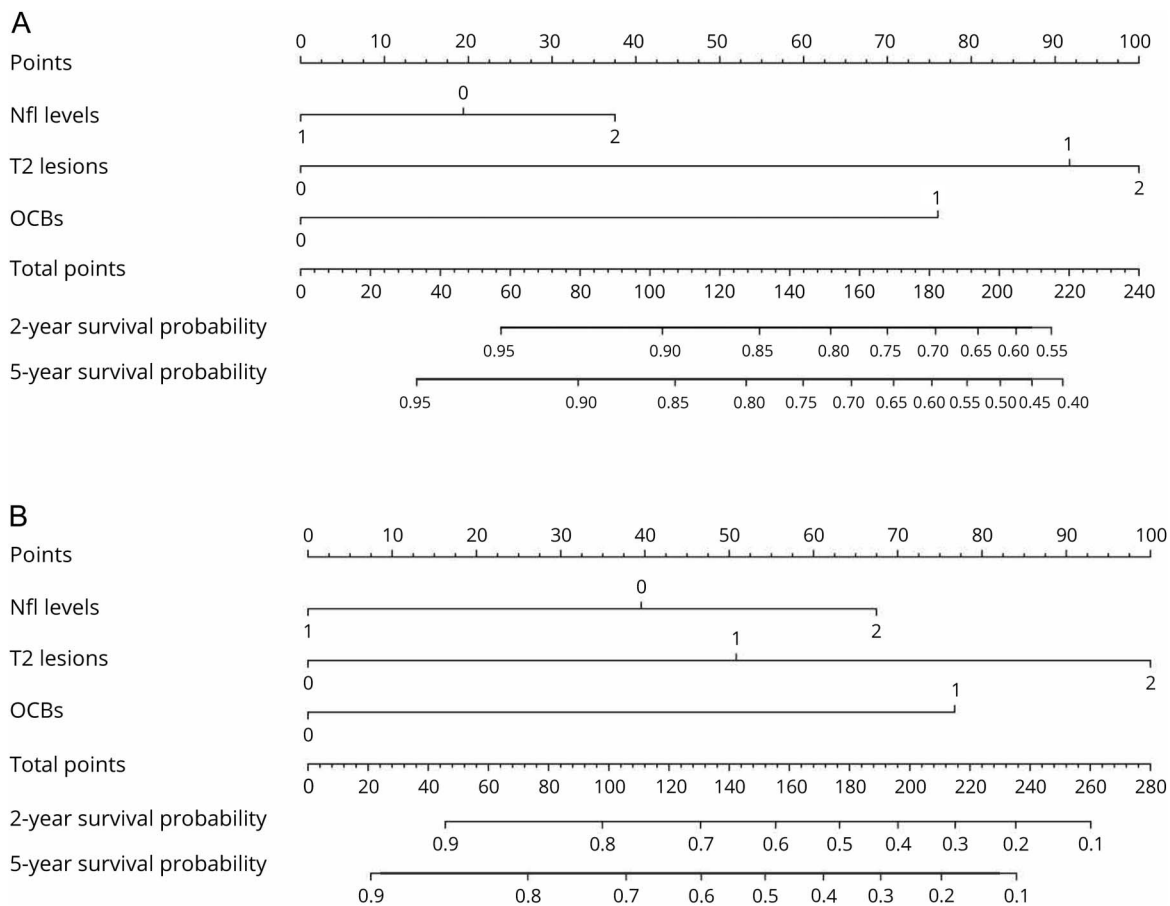 A
0 10 20 30 40 50 60 70 80 90 100
Points
0
Nfl levels
1 2
1
T2 lesions
0 2
1
OCBs
0
Total points
0 20 40 60 80 100 120 140 160 180 200 220 240
2-year survival probability
0.95 0.90 0.85 0.80 0.75 0.70 0.65 0.60 0.55
5-year survival probability
0.95 0.90 0.85 0.80 0.75 0.70 0.65 0.60 0.55 0.50 0.45 0.40
B
0 10 20 30 40 50 60 70 80 90 100
Points
0
Nfl levels
1 2
1
T2 lesions
0 2
1
OCBs
0
Total points
0 20 40 60 80 100 120 140 160 180 200 220 240 260 280
2-year survival probability
0.9 0.8 0.7 0.6 0.5 0.4 0.3 0.2 0.1
5-year survival probability
0.9 0.8 0.7 0.6 0.5 0.4 0.3 0.2 0.1